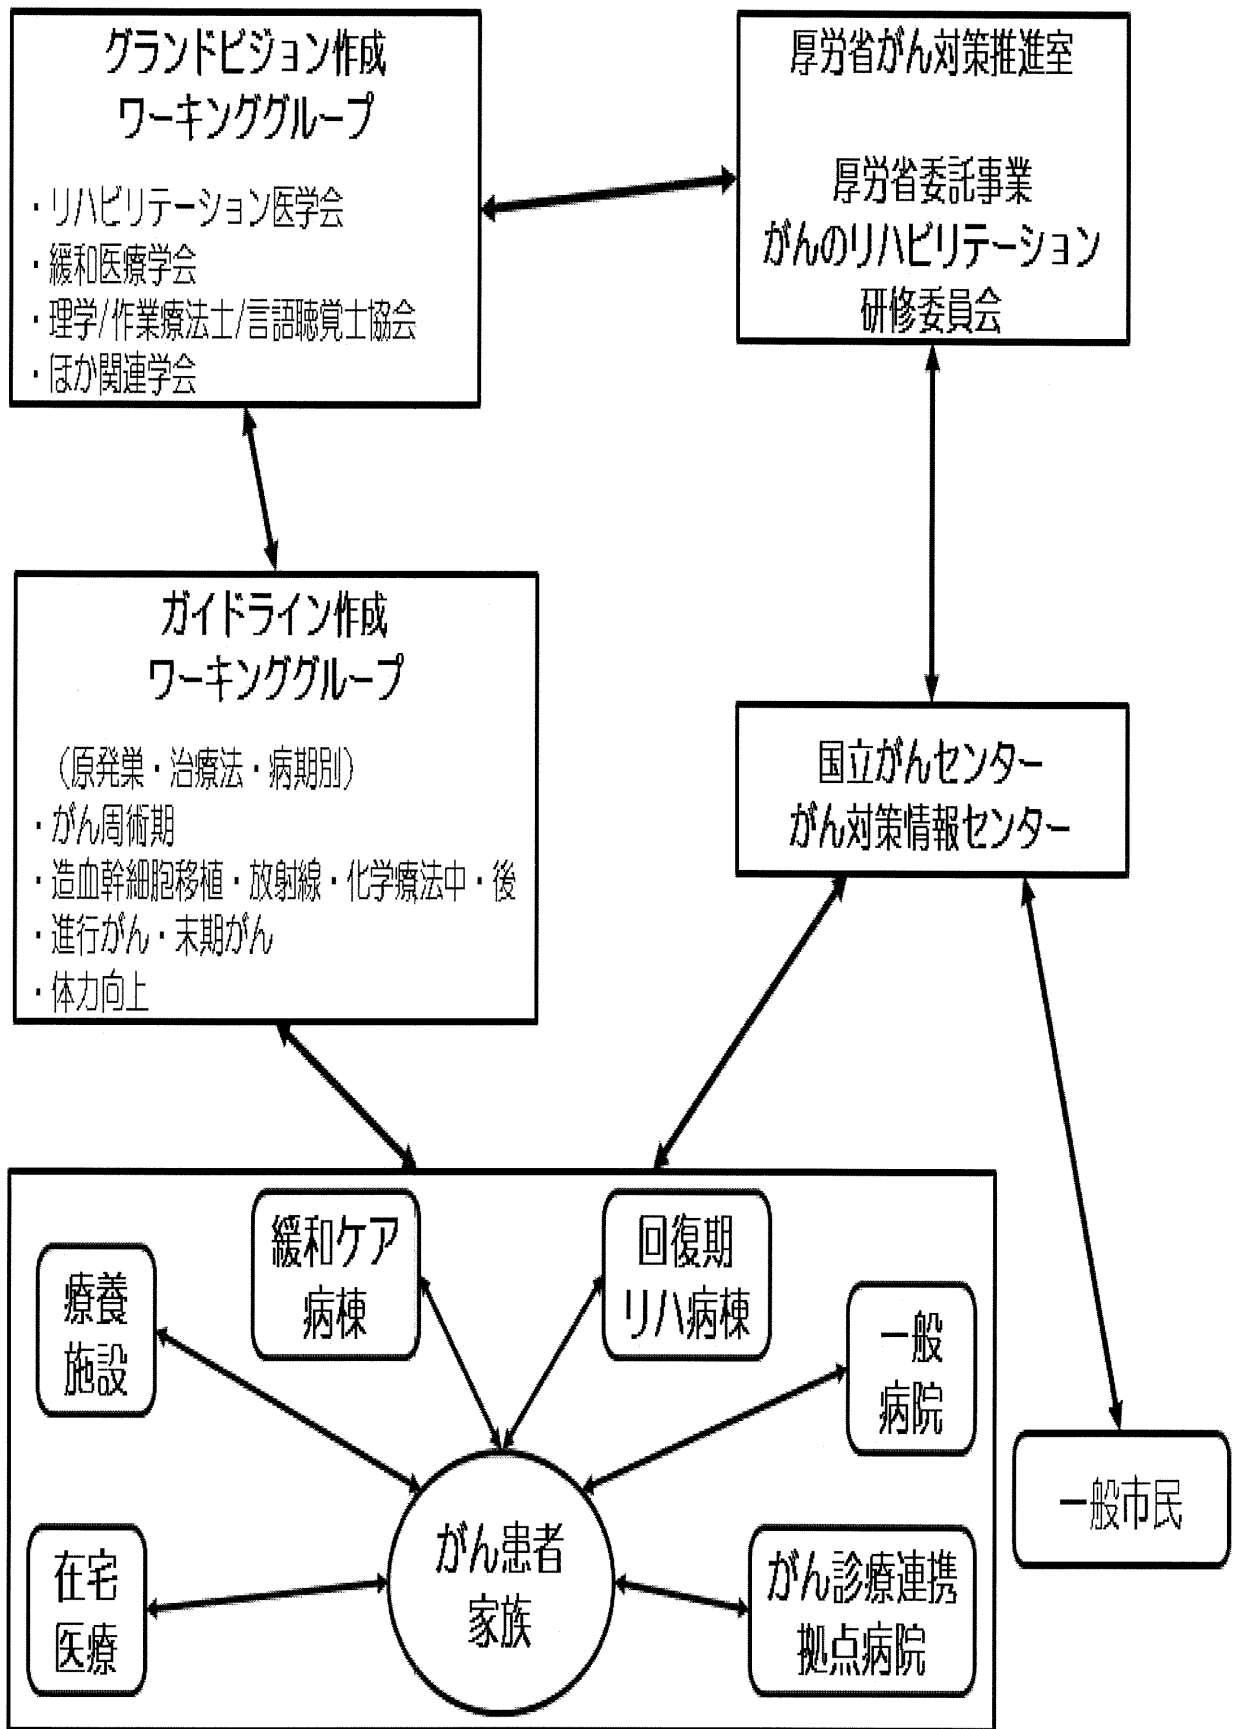 グランドビジョン作成
ワーキンググループ
・リハビリテーション医学会
・緩和医療学会
・理学/作業療法士/言語聴覚士協会
・ほか関連学会
厚労省がん対策推進室
厚労省委託事業
がんのリハビリテーション
研修委員会
ガイドライン作成
ワーキンググループ
（原発巣・治療法・病期別）
・がん周術期
・造血幹細胞移植・放射線・化学療法中・後
・進行がん・末期がん
・体力向上
国立がんセンター
がん対策情報センター
療養
施設
緩和ケア
病棟
回復期
リハ病棟
一般
病院
在宅
医療
がん患者
家族
がん診療連携
拠点病院
一般市民